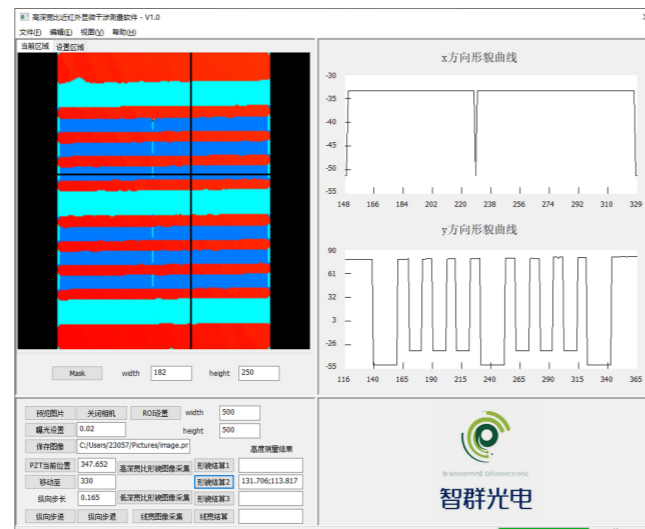 高深宽比近红外显微干涉测量软件 - V1.0
文件(F) 编辑(E) 视图(V) 帮助(H)
当前区域 设置区域
x方向形貌曲线
-30
-35
-40
-45
-50
-55
148 166 184 202 220 238 256 274 292 310 329
y方向形貌曲线
90
61
32
3
-26
-55
116 140 165 190 215 240 265 290 315 340 365
Mask width 182 height 250
预览图片 关闭相机 ROI设置 width 500
曝光设置 0.02 height 500
保存图像 C:/Users/23057/Pictures/image.pr 高度测量结果
PZT当前位置 347.652 高深宽比形貌图像采集 形貌结算1
移动至 330 形貌结算2 131.706;113.817
纵向步长 0.165 低深宽比形貌图像采集 形貌结算3
纵向步进 纵向步退 线宽图像采集 线宽结算
智群光电